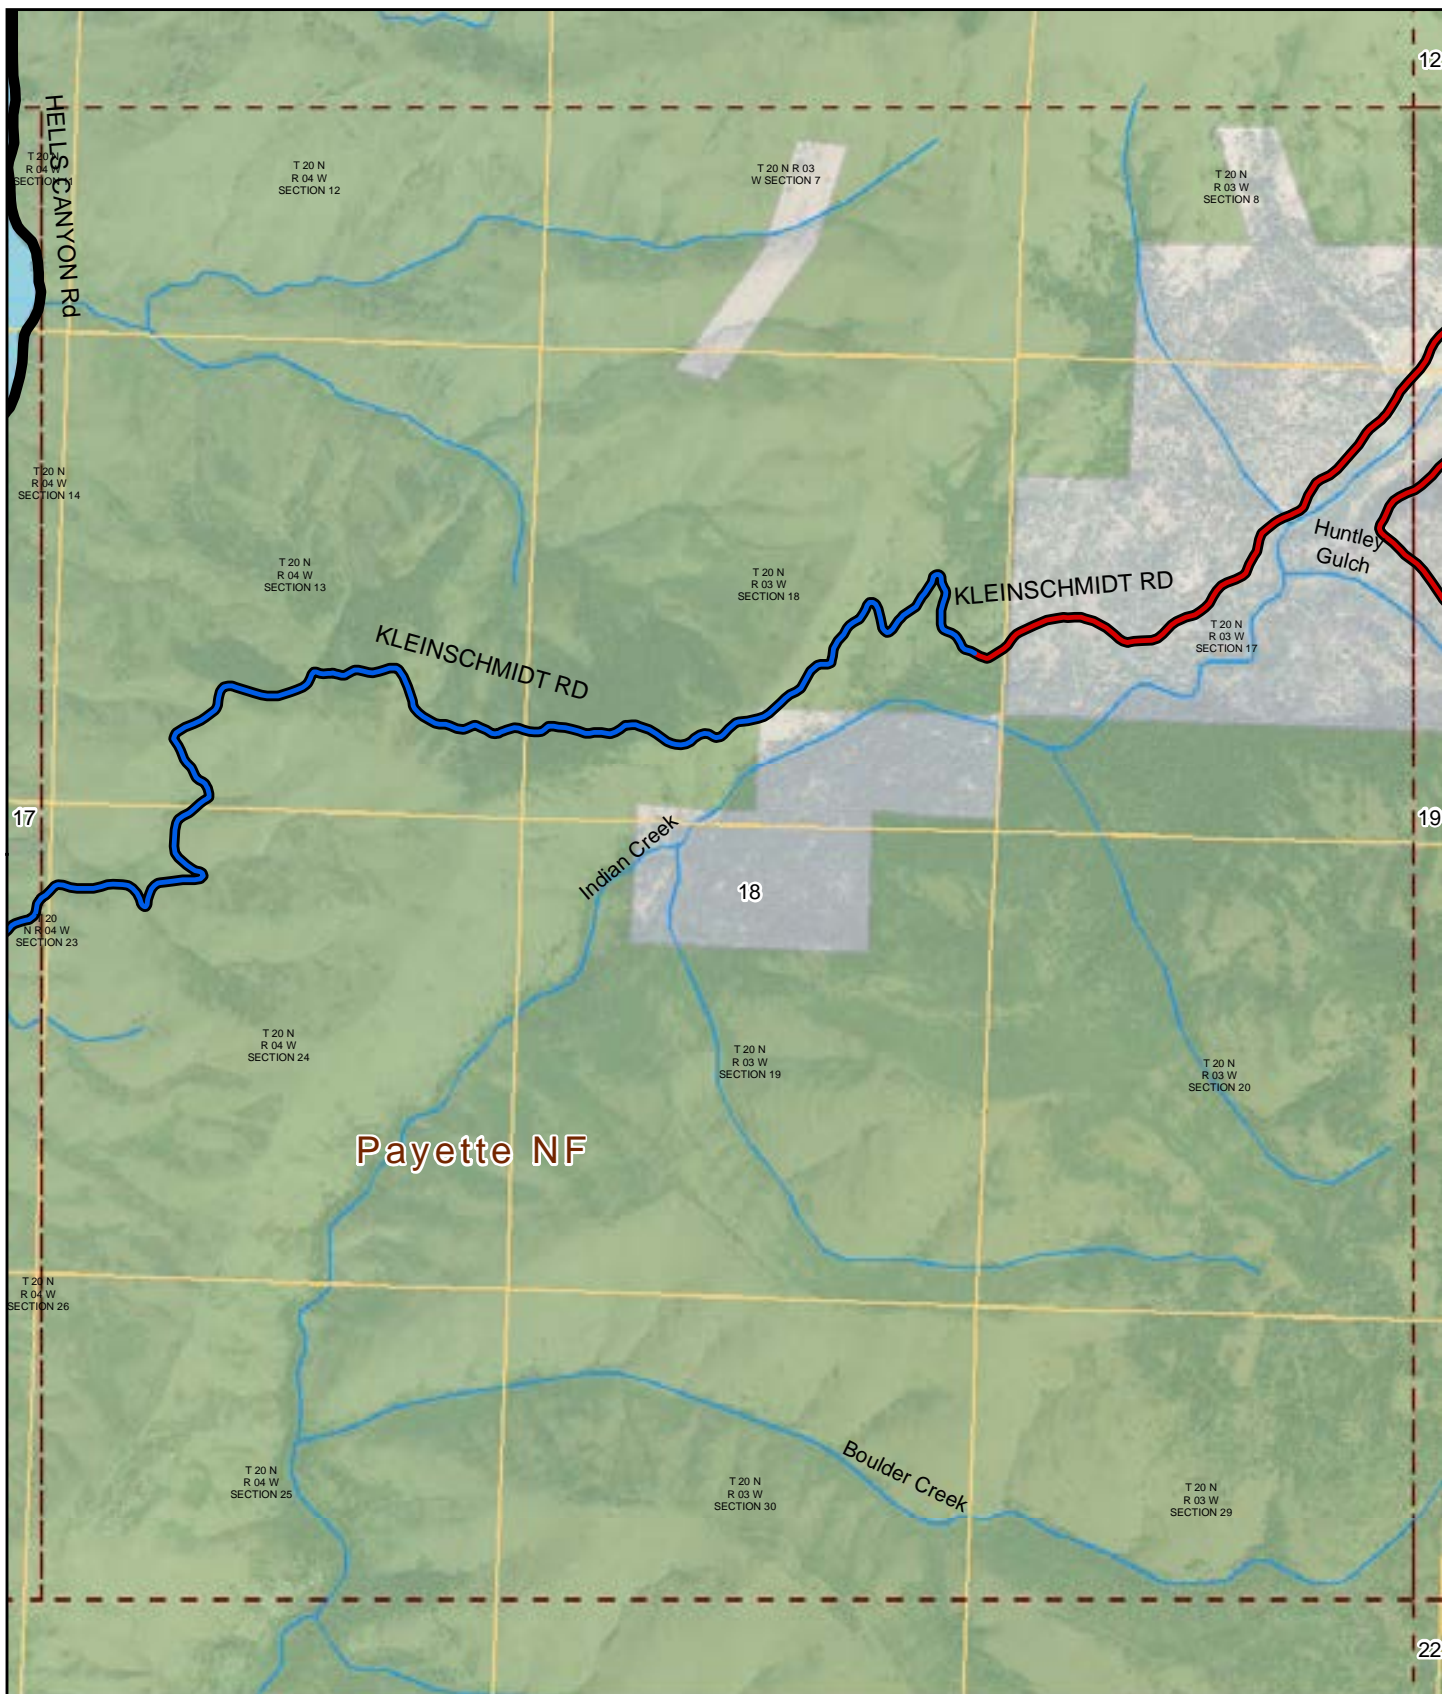 12
HELLS CANYON Rd
T 20 N
R 04 W
SECTION 11
T 20 N
R 04 W
SECTION 12
T 20 N R 03
W SECTION 7
T 20 N
R 03 W
SECTION 8
T 20 N
R 04 W
SECTION 14
T 20 N
R 04 W
SECTION 13
T 20 N
R 03 W
SECTION 18
KLEINSCHMIDT RD
Huntley
Gulch
T 20 N
R 03 W
SECTION 17
KLEINSCHMIDT RD
17
19
Indian Creek
18
T 20
N R 04 W
SECTION 23
T 20 N
R 04 W
SECTION 24
T 20 N
R 03 W
SECTION 19
T 20 N
R 03 W
SECTION 20
Payette NF
T 20 N
R 04 W
SECTION 26
T 20 N
R 04 W
SECTION 25
T 20 N
R 03 W
SECTION 30
Boulder Creek
T 20 N
R 03 W
SECTION 29
22